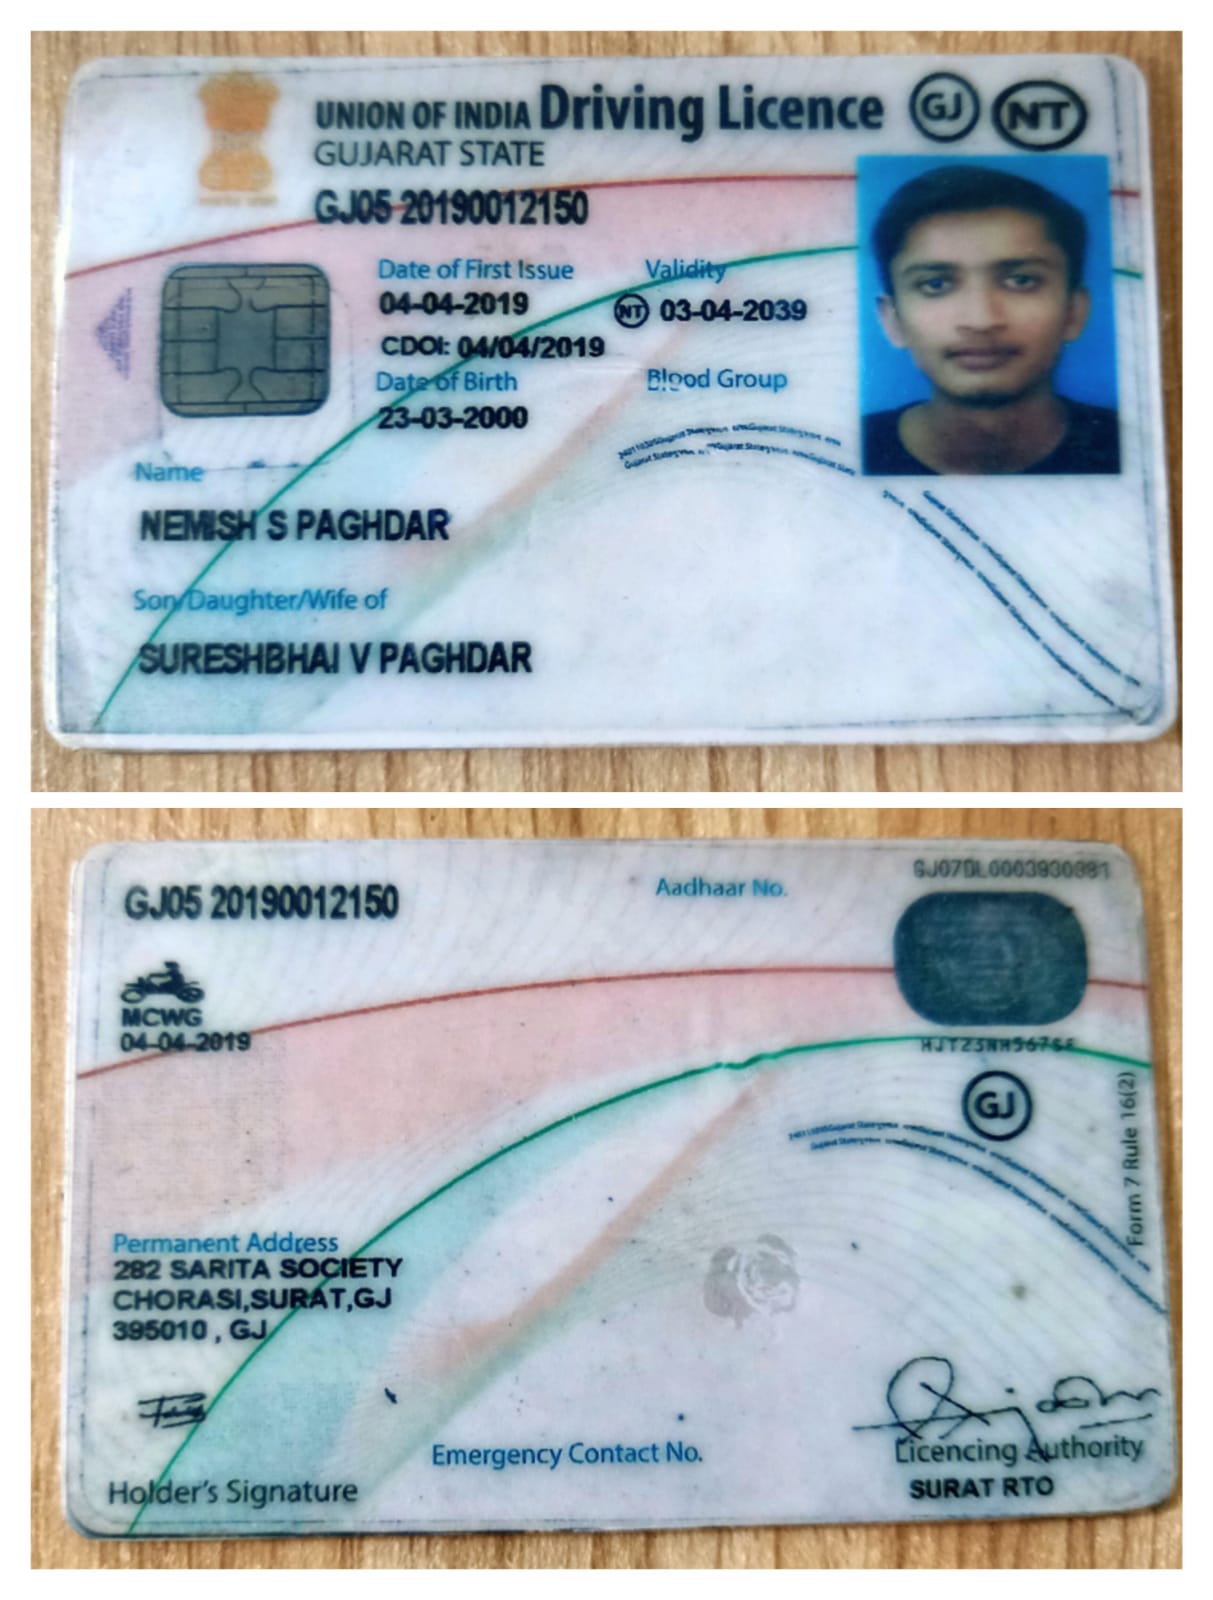 UNION OF INDIA Driving Licence GJ NT
GUJARAT STATE
GJ05 20190012150
Date of First Issue Validity
04-04-2019 NT 03-04-2039
CDOI: 04/04/2019
Date of Birth Blood Group
23-03-2000
Name
NEMISH S PAGHDAR
Son/Daughter/Wife of
SURESHBHAI V PAGHDAR
GJ05 20190012150
Aadhaar No.
GJ07DL0003930881
MCWG
04-04-2019
GJ
Form 7 Rule 16(2)
Permanent Address
282 SARITA SOCIETY
CHORASI,SURAT,GJ
395010 , GJ
Emergency Contact No.
Holder's Signature
Licencing Authority
SURAT RTO